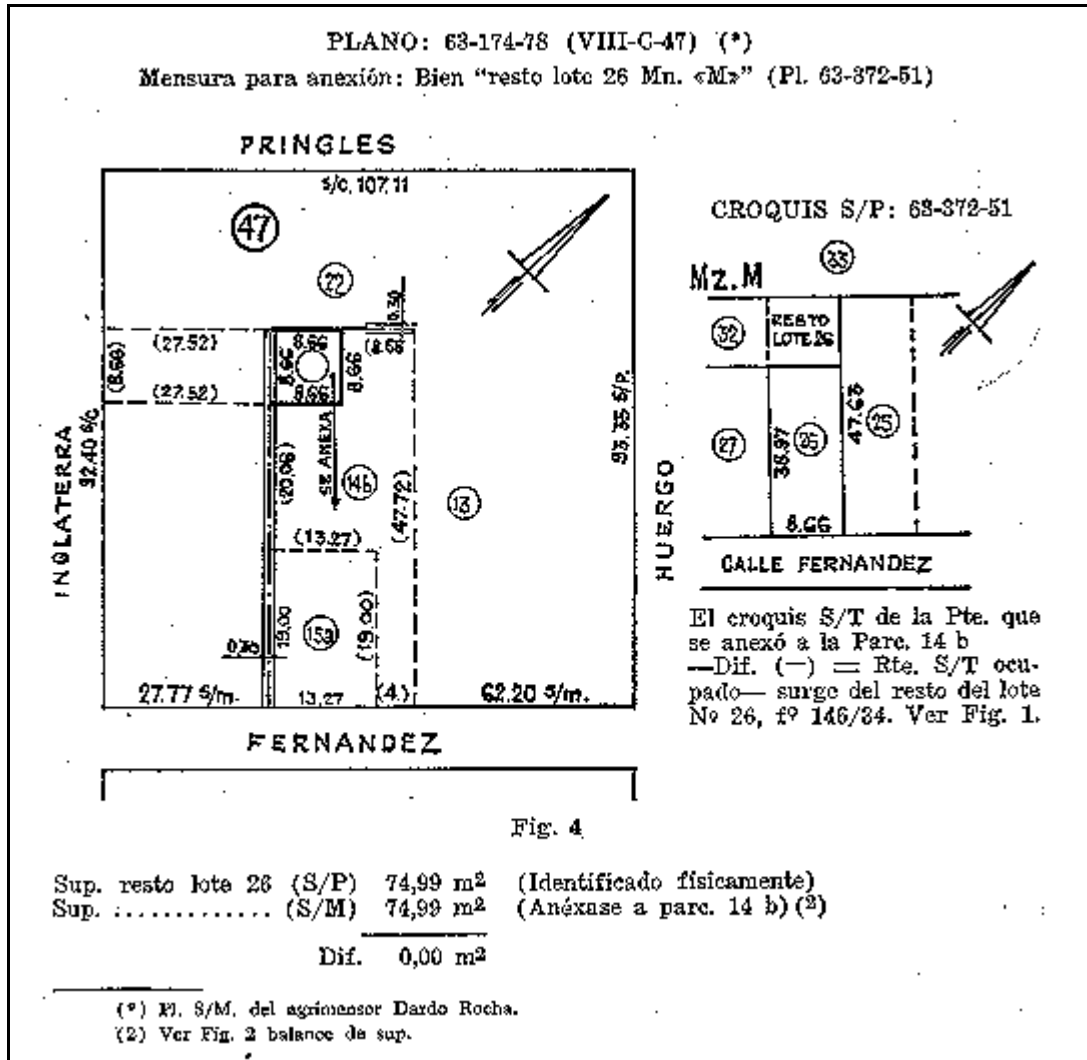 PLANO: 63-174-78 (VIII-C-47) (*)
Mensura para anexión: Bien "resto lote 26 Mn. «M»" (Pl. 63-372-51)
PRINGLES
s/c. 107.11
47
22
0.30
(27.52)
8.66
(8.66)
8.66
8.66
(8.66)
(27.52)
8.66
INGLATERRA
92.40 s/c
(20,06)
SE ANEXA
14b
(47.72)
13
93.35 s/p.
HUERGO
(13.27)
19,00
15a
(19.00)
27.77 s/m.
13,27
(4.)
62.20 s/m.
FERNANDEZ
CROQUIS S/P: 63-372-51
33
Mz. M
32
RESTO
LOTE 26
27
38.97
26
47.63
25
8.66
CALLE FERNANDEZ
El croquis S/T de la Pte. que
se anexó a la Parc. 14 b
—Dif. (—) = Rte. S/T ocu-
pado— surge del resto del lote
Nº 26, fº 146/34. Ver Fig. 1.
Fig. 4
Sup. resto lote 26 (S/P) 74,99 m² (Identificado físicamente)
Sup. ............. (S/M) 74,99 m² (Anéxase a parc. 14 b) (²)
Dif. 0,00 m²
(*) Pl. S/M. del agrimensor Dardo Rocha.
(2) Ver Fig. 2 balance de sup.